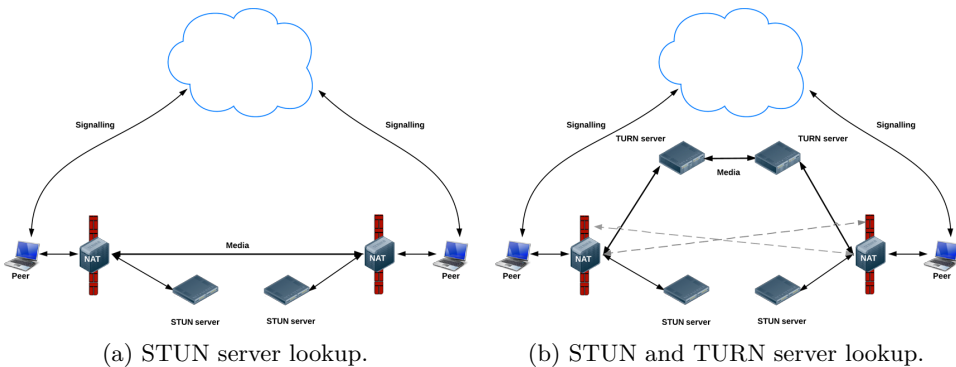 Signalling
Signalling
Media
NAT
NAT
Peer
Peer
STUN server
STUN server
(a) STUN server lookup.
Signalling
Signalling
TURN server
TURN server
Media
NAT
NAT
Peer
Peer
STUN server
STUN server
(b) STUN and TURN server lookup.